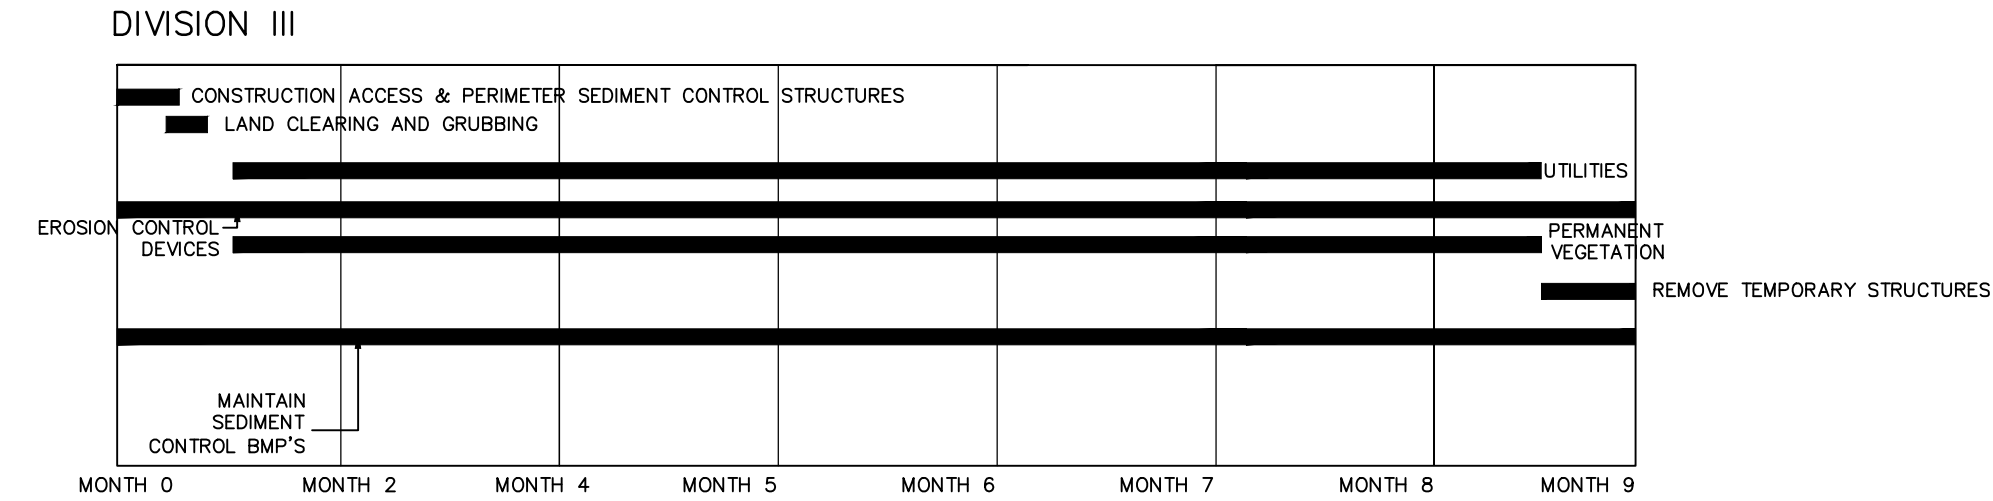 DIVISION III
CONSTRUCTION ACCESS & PERIMETER SEDIMENT CONTROL STRUCTURES
LAND CLEARING AND GRUBBING
UTILITIES
EROSION CONTROL
DEVICES
PERMANENT
VEGETATION
REMOVE TEMPORARY STRUCTURES
MAINTAIN
SEDIMENT
CONTROL BMP'S
MONTH 0 MONTH 2 MONTH 4 MONTH 5 MONTH 6 MONTH 7 MONTH 8 MONTH 9